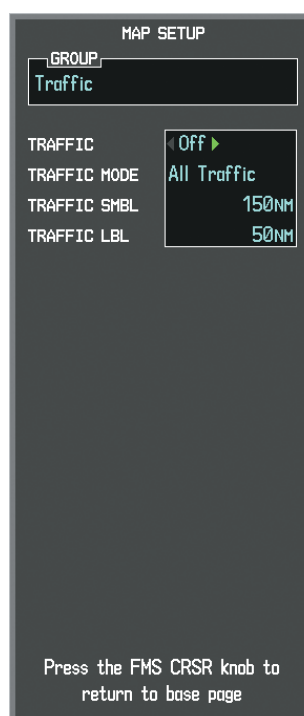 MAP SETUP
GROUP
Traffic
TRAFFIC Off
TRAFFIC MODE All Traffic
TRAFFIC SMBL 150NM
TRAFFIC LBL 50NM
Press the FMS CRSR knob to
return to base page